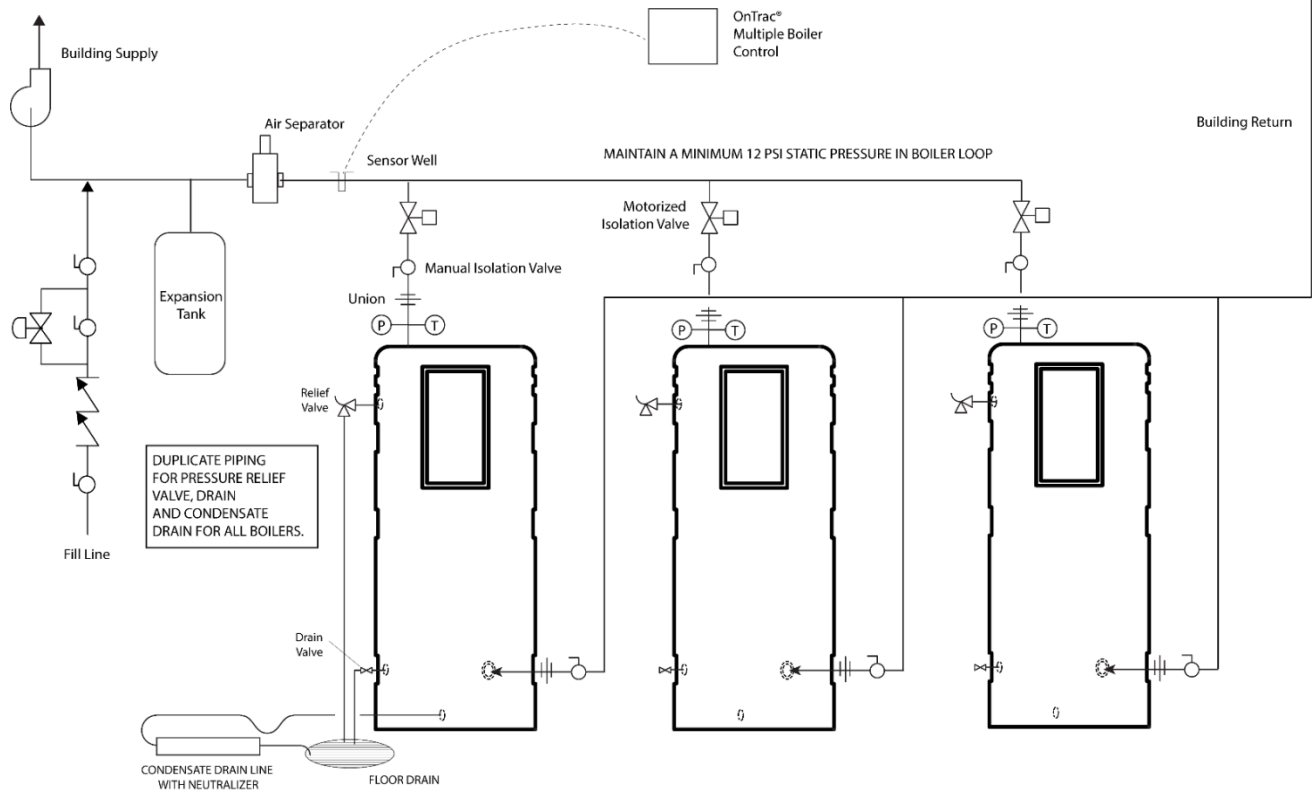 OnTrac®
Multiple Boiler
Control
Building Supply
Building Return
Air Separator
Sensor Well
MAINTAIN A MINIMUM 12 PSI STATIC PRESSURE IN BOILER LOOP
Motorized
Isolation Valve
Manual Isolation Valve
Expansion
Tank
Union
P
T
P
T
P
T
Relief
Valve
DUPLICATE PIPING
FOR PRESSURE RELIEF
VALVE, DRAIN
AND CONDENSATE
DRAIN FOR ALL BOILERS.
Fill Line
Drain
Valve
CONDENSATE DRAIN LINE
WITH NEUTRALIZER
FLOOR DRAIN